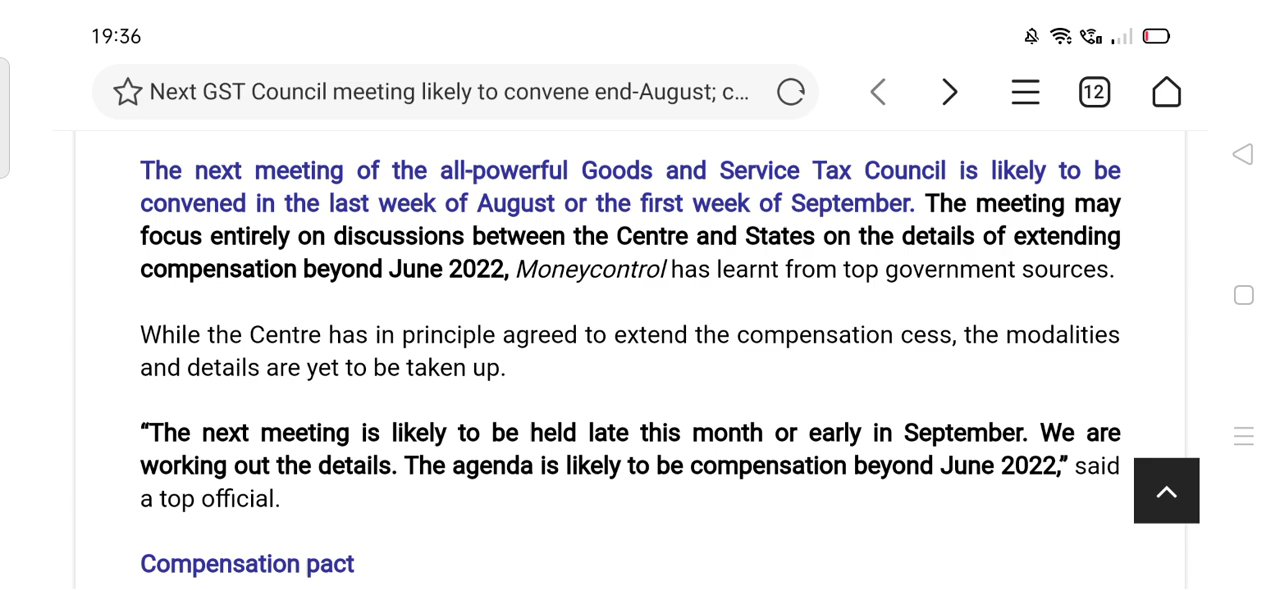 19:36
Next GST Council meeting likely to convene end-August; c...
12
The next meeting of the all-powerful Goods and Service Tax Council is likely to be
convened in the last week of August or the first week of September. The meeting may
focus entirely on discussions between the Centre and States on the details of extending
compensation beyond June 2022, Moneycontrol has learnt from top government sources.
While the Centre has in principle agreed to extend the compensation cess, the modalities
and details are yet to be taken up.
“The next meeting is likely to be held late this month or early in September. We are
working out the details. The agenda is likely to be compensation beyond June 2022,” said
a top official.
Compensation pact